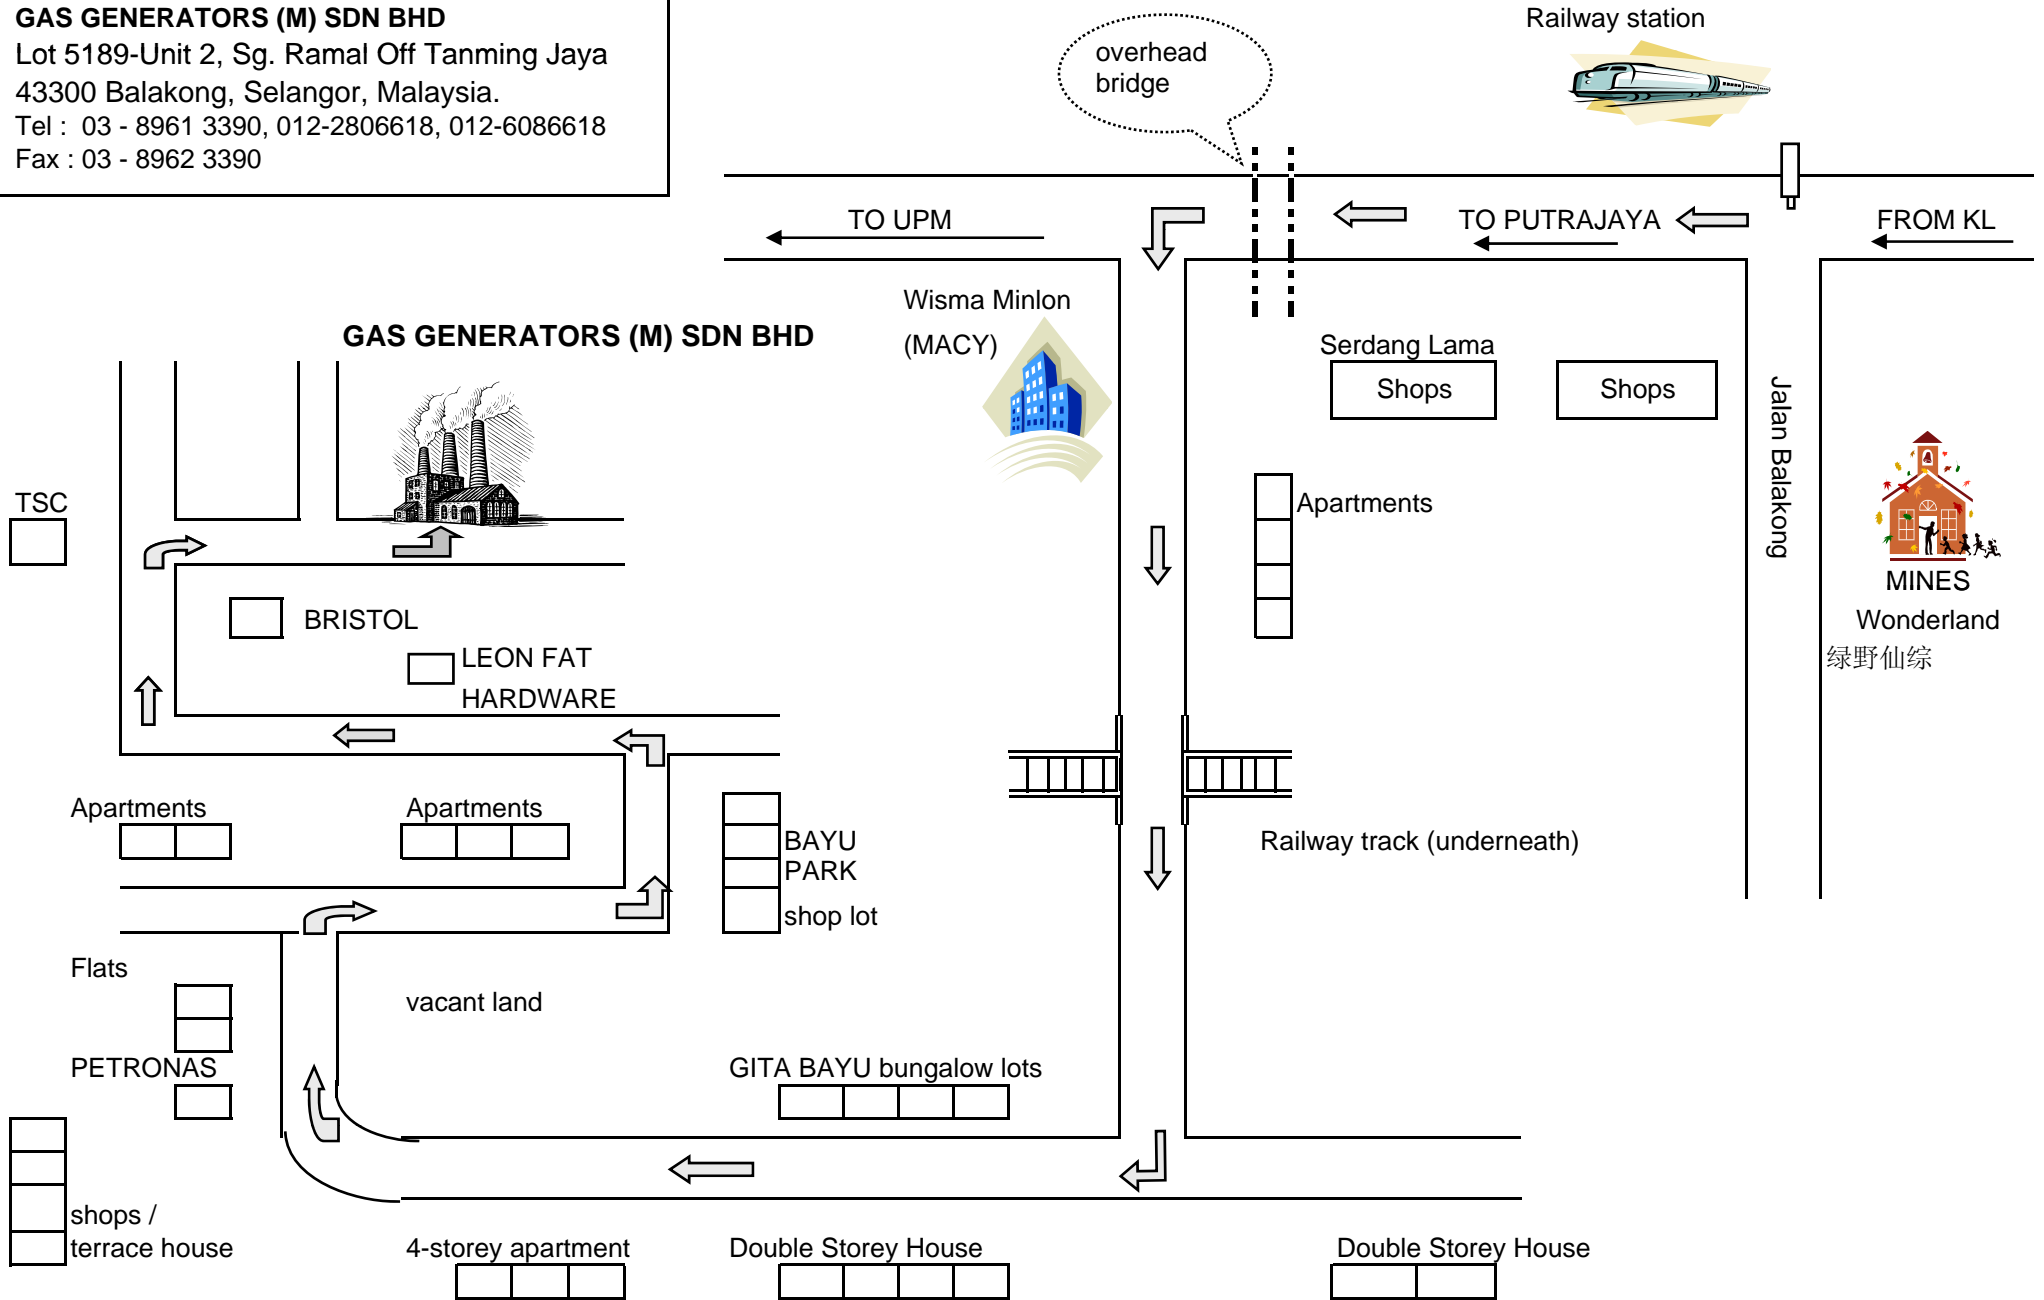 GAS GENERATORS (M) SDN BHD
Lot 5189-Unit 2, Sg. Ramal Off Tanming Jaya
43300 Balakong, Selangor, Malaysia.
Tel : 03 - 8961 3390, 012-2806618, 012-6086618
Fax : 03 - 8962 3390
overhead
bridge
Railway station
TO UPM
TO PUTRAJAYA
FROM KL
Wisma Minlon
(MACY)
GAS GENERATORS (M) SDN BHD
Serdang Lama
Shops
Shops
Jalan Balakong
TSC
Apartments
MINES
Wonderland
绿野仙综
BRISTOL
LEON FAT
HARDWARE
Apartments
Apartments
BAYU
PARK
shop lot
Railway track (underneath)
Flats
vacant land
PETRONAS
GITA BAYU bungalow lots
shops /
terrace house
4-storey apartment
Double Storey House
Double Storey House